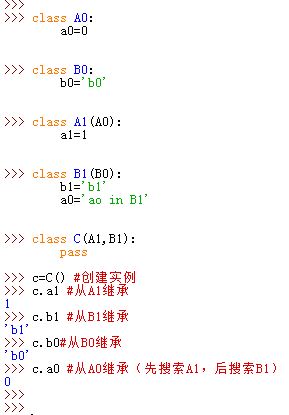 >>>
>>> class A0:
        a0=0
>>> class B0:
        b0='b0'
>>> class A1(A0):
        a1=1
>>> class B1(B0):
        b1='b1'
        a0='ao in B1'
>>> class C(A1,B1):
        pass
>>> c=C() #创建实例
>>> c.a1 #从A1继承
1
>>> c.b1 #从B1继承
'b1'
>>> c.b0#从B0继承
'b0'
>>> c.a0 #从A0继承（先搜索A1，后搜索B1）
0
>>>
>>>